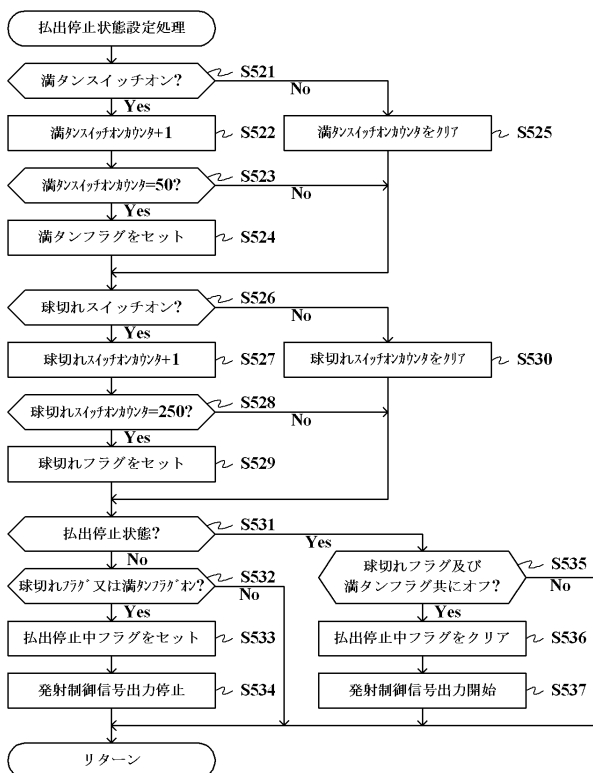 払出停止状態設定処理
満タンスイッチオン?
S521
No
Yes
満タンスイッチオンカウンタ+1
S522
満タンスイッチオンカウンタをクリア
S525
満タンスイッチオンカウンタ=50?
S523
No
Yes
満タンフラグをセット
S524
球切れスイッチオン?
S526
No
Yes
球切れスイッチオンカウンタ+1
S527
球切れスイッチオンカウンタをクリア
S530
球切れスイッチオンカウンタ=250?
S528
No
Yes
球切れフラグをセット
S529
払出停止状態?
S531
Yes
No
球切れフラグ又は満タンフラグオン?
S532
No
Yes
球切れフラグ及び
満タンフラグ共にオフ?
S535
No
Yes
払出停止中フラグをセット
S533
払出停止中フラグをクリア
S536
発射制御信号出力停止
S534
発射制御信号出力開始
S537
リターン